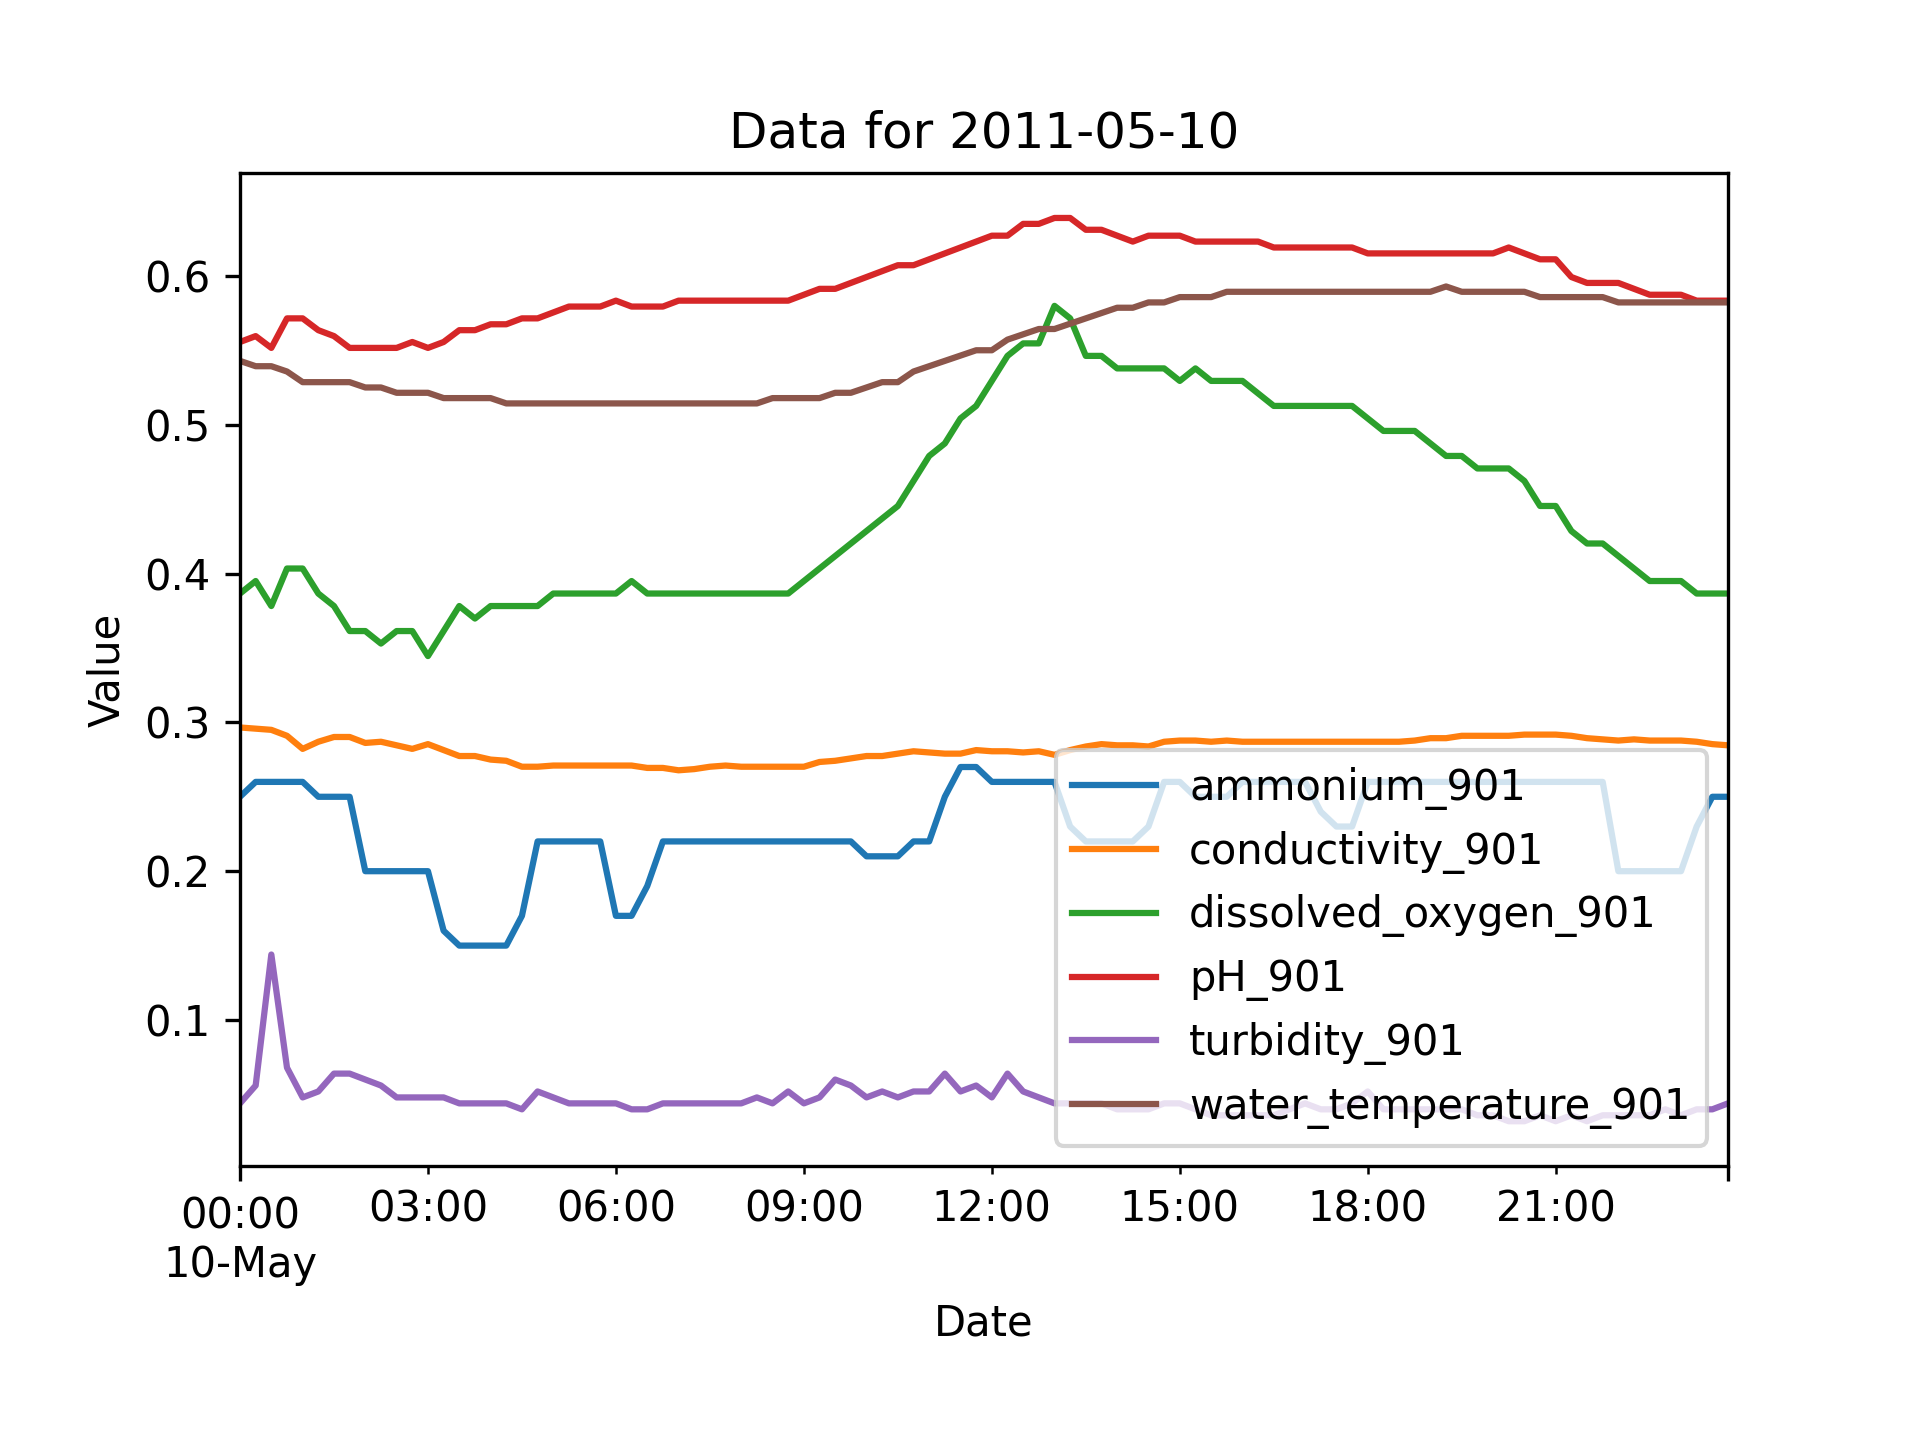 Data for 2011-05-10
Value
0.6
0.5
0.4
0.3
0.2
0.1
ammonium_901
conductivity_901
dissolved_oxygen_901
pH_901
turbidity_901
water_temperature_901
00:00 03:00 06:00 09:00 12:00 15:00 18:00 21:00
10-May
Date